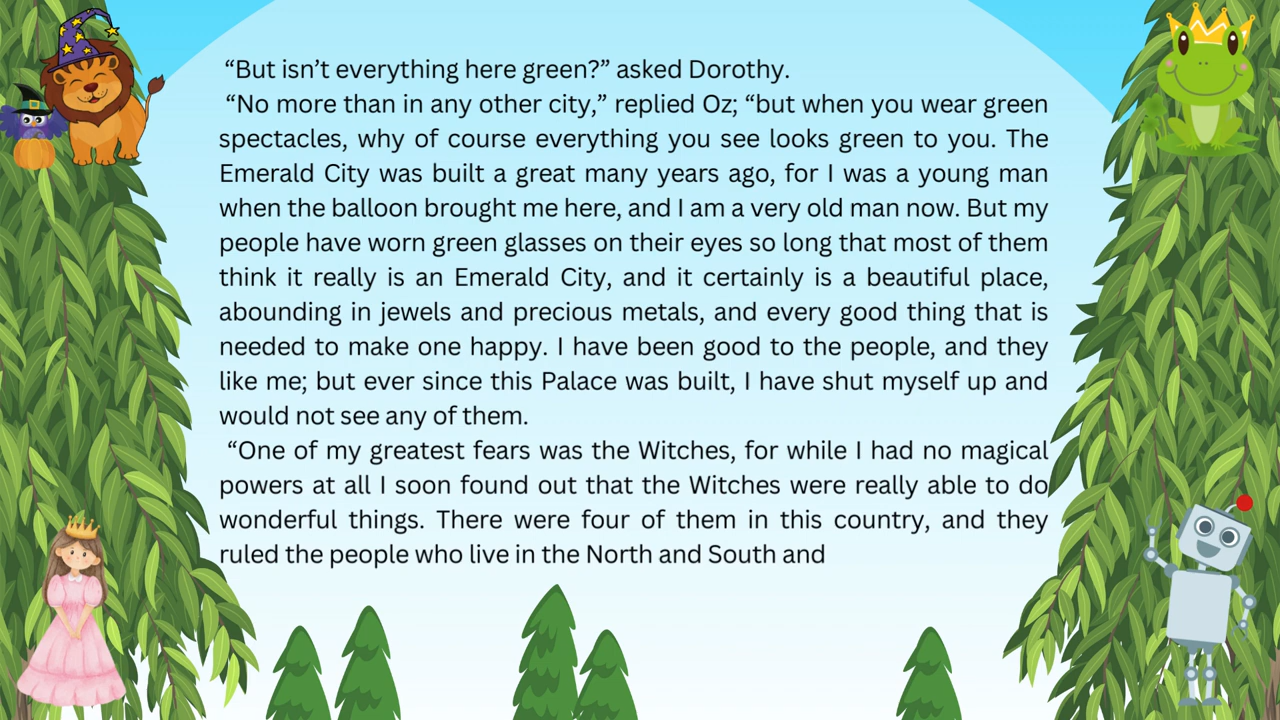 “But isn’t everything here green?” asked Dorothy.
“No more than in any other city,” replied Oz; “but when you wear green
spectacles, why of course everything you see looks green to you. The
Emerald City was built a great many years ago, for I was a young man
when the balloon brought me here, and I am a very old man now. But my
people have worn green glasses on their eyes so long that most of them
think it really is an Emerald City, and it certainly is a beautiful place,
abounding in jewels and precious metals, and every good thing that is
needed to make one happy. I have been good to the people, and they
like me; but ever since this Palace was built, I have shut myself up and
would not see any of them.
“One of my greatest fears was the Witches, for while I had no magical
powers at all I soon found out that the Witches were really able to do
wonderful things. There were four of them in this country, and they
ruled the people who live in the North and South and